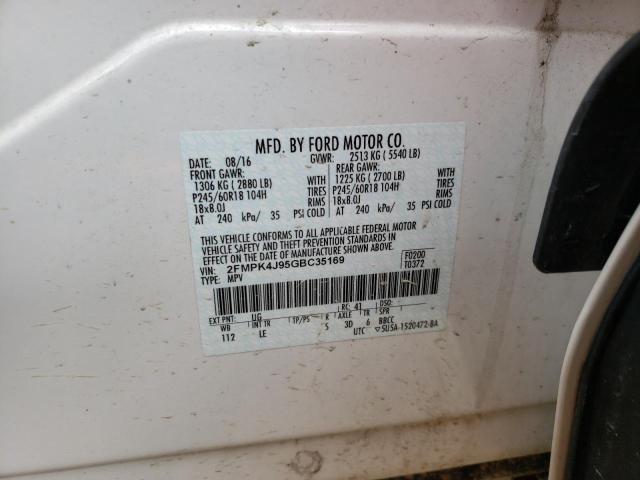 MFD. BY FORD MOTOR CO.
DATE: 08/16 GVWR: 2513 KG ( 5540 LB)
FRONT GAWR: REAR GAWR:
1306 KG ( 2880 LB) WITH 1225 KG ( 2700 LB) WITH
P245/60R18 104H TIRES P245/60R18 104H TIRES
18x8.0J RIMS 18x8.0J RIMS
AT 240 kPa/ 35 PSI COLD AT 240 kPa/ 35 PSI COLD
THIS VEHICLE CONFORMS TO ALL APPLICABLE FEDERAL MOTOR
VEHICLE SAFETY AND THEFT PREVENTION STANDARDS IN
EFFECT ON THE DATE OF MANUFACTURE SHOWN ABOVE.
VIN: 2FMPK4J95GBC35169 F0200
TYPE: MPV T0372
EXT PNT: UG RC: 41 DSO:
WB INT TR TP/PS R AXLE TR SPR
112 LE 5 3D 6 BBCC
UTC ▽5U5A-1520472-BA